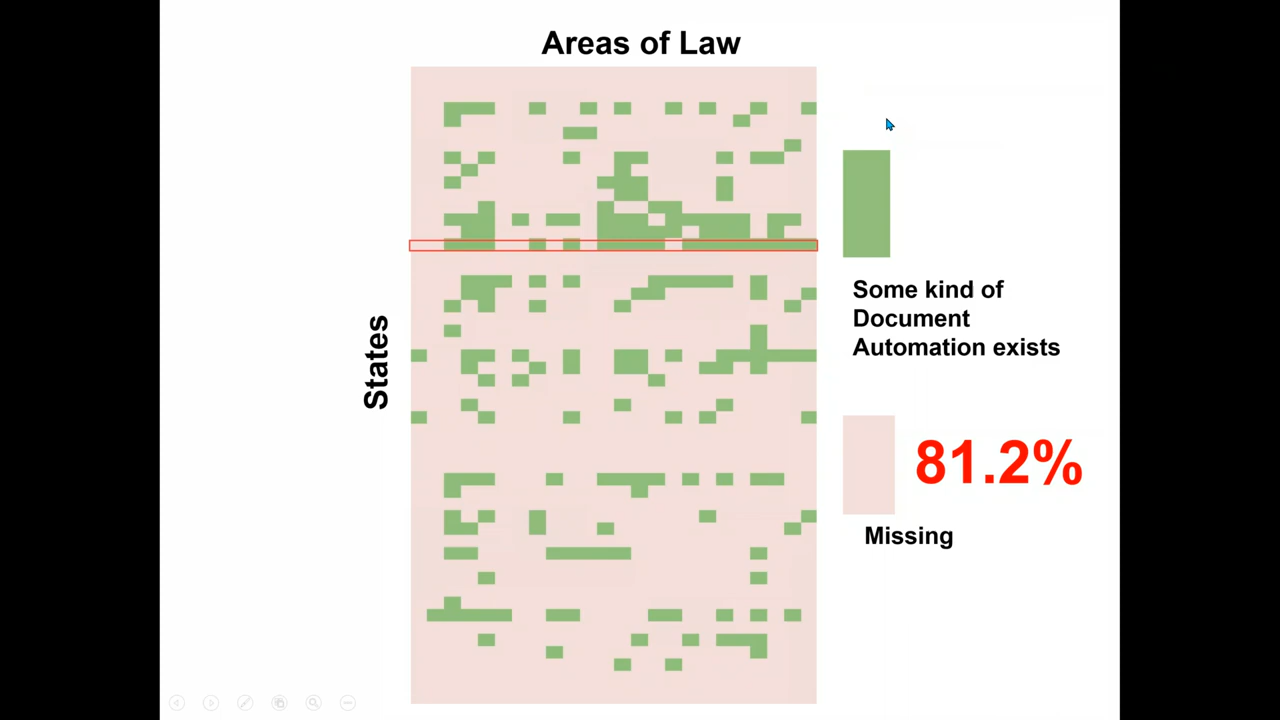 Areas of Law
States
Some kind of
Document
Automation exists
81.2%
Missing